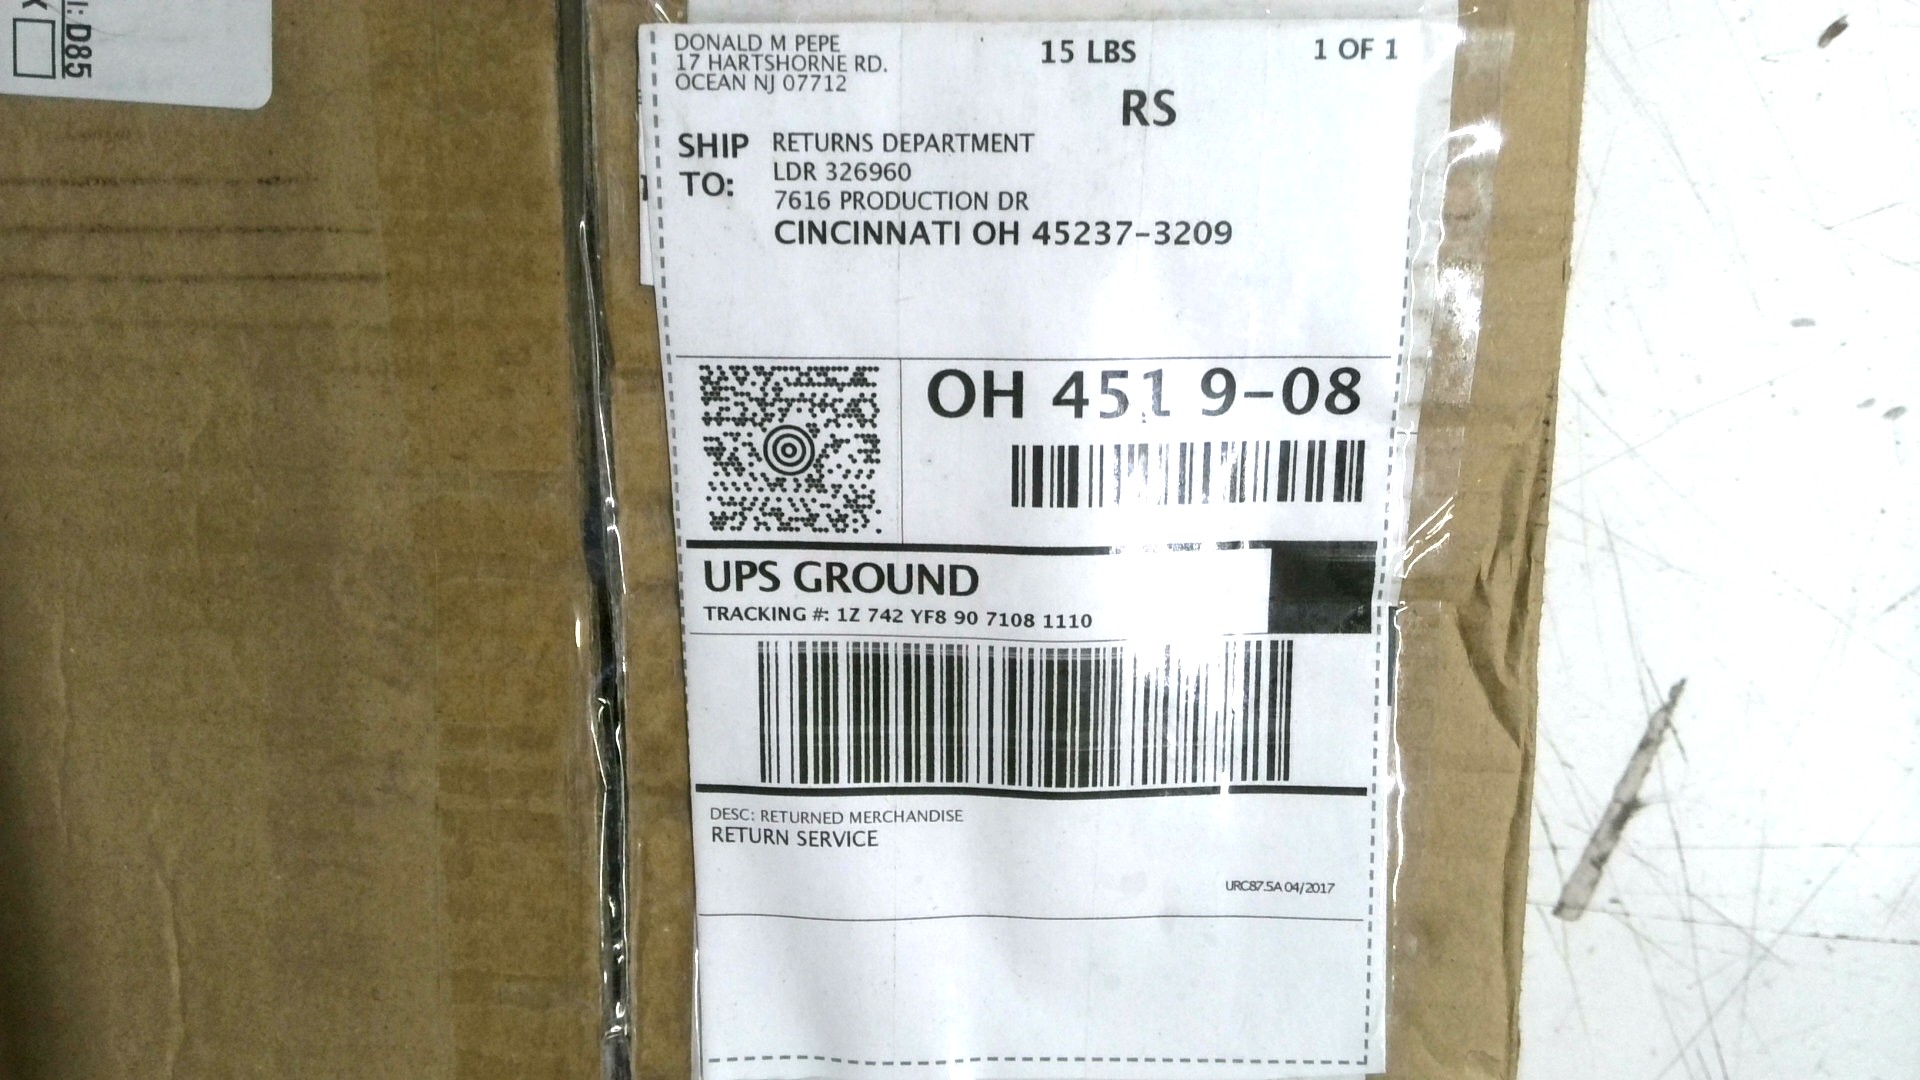 D85
DONALD M PEPE
17 HARTSHORNE RD.
OCEAN NJ 07712
15 LBS
1 OF 1
RS
SHIP TO:
RETURNS DEPARTMENT
LDR 326960
7616 PRODUCTION DR
CINCINNATI OH 45237-3209
OH 451 9-08
UPS GROUND
TRACKING #: 1Z 742 YF8 90 7108 1110
DESC: RETURNED MERCHANDISE
RETURN SERVICE
URC87.5A 04/2017